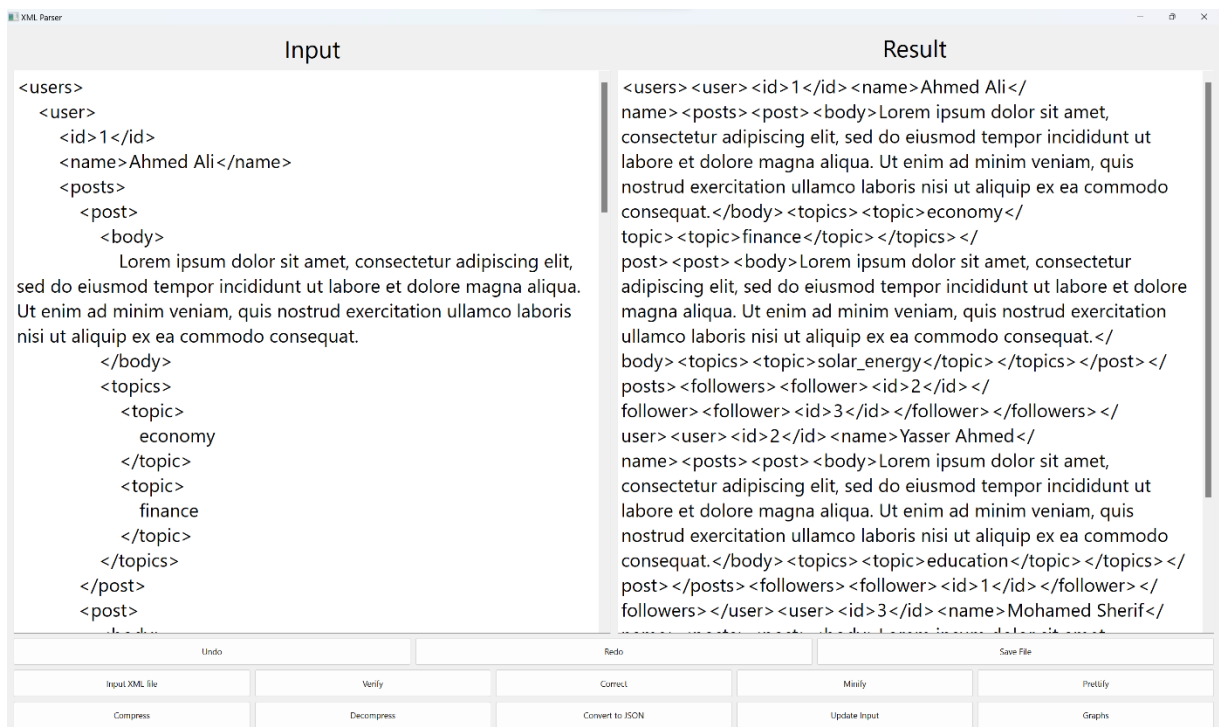 XML Parser
Input
<users>
<user>
<id>1</id>
<name>Ahmed Ali</name>
<posts>
<post>
<body>
Lorem ipsum dolor sit amet, consectetur adipiscing elit,
sed do eiusmod tempor incididunt ut labore et dolore magna aliqua.
Ut enim ad minim veniam, quis nostrud exercitation ullamco laboris
nisi ut aliquip ex ea commodo consequat.
</body>
<topics>
<topic>
economy
</topic>
<topic>
finance
</topic>
</topics>
</post>
<post>
<body>
Result
<users><user><id>1</id><name>Ahmed Ali</
name><posts><post><body>Lorem ipsum dolor sit amet,
consectetur adipiscing elit, sed do eiusmod tempor incididunt ut
labore et dolore magna aliqua. Ut enim ad minim veniam, quis
nostrud exercitation ullamco laboris nisi ut aliquip ex ea commodo
consequat.</body><topics><topic>economy</
topic><topic>finance</topic></topics></
post><post><body>Lorem ipsum dolor sit amet, consectetur
adipiscing elit, sed do eiusmod tempor incididunt ut labore et dolore
magna aliqua. Ut enim ad minim veniam, quis nostrud exercitation
ullamco laboris nisi ut aliquip ex ea commodo consequat.</
body><topics><topic>solar_energy</topic></topics></post></
posts><followers><follower><id>2</id></
follower><follower><id>3</id></follower></followers></
user><user><id>2</id><name>Yasser Ahmed</
name><posts><post><body>Lorem ipsum dolor sit amet,
consectetur adipiscing elit, sed do eiusmod tempor incididunt ut
labore et dolore magna aliqua. Ut enim ad minim veniam, quis
nostrud exercitation ullamco laboris nisi ut aliquip ex ea commodo
consequat.</body><topics><topic>education</topic></topics></
post></posts><followers><follower><id>1</id></follower></
followers></user><user><id>3</id><name>Mohamed Sherif</
name><posts><post><body>Lorem ipsum dolor sit amet,
Undo
Redo
Save File
Input XML file
Verify
Correct
Minify
Prettify
Compress
Decompress
Convert to JSON
Update Input
Graphs